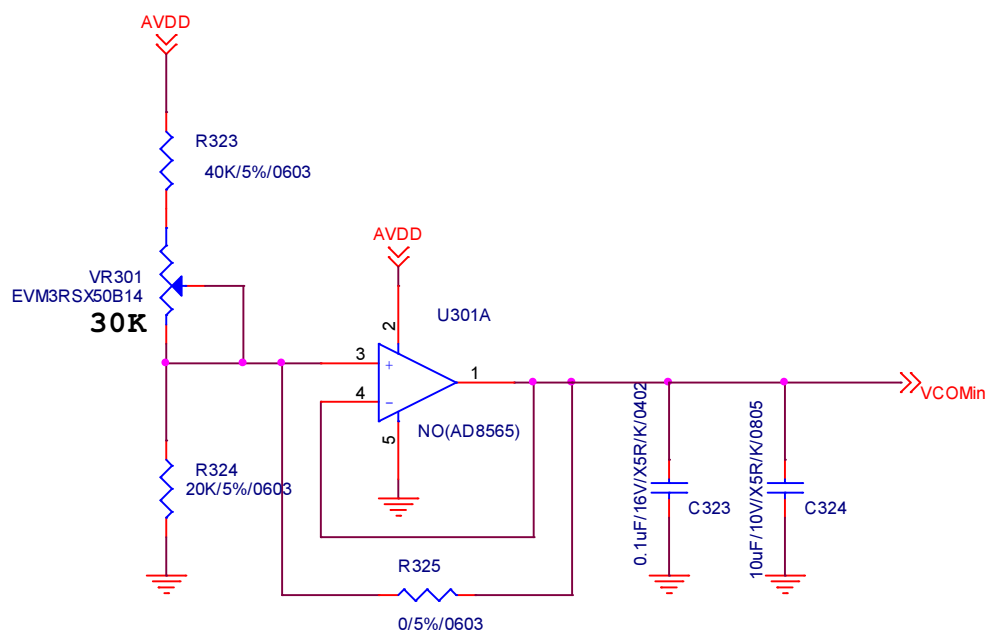 AVDD
R323
40K/5%/0603
VR301
EVM3RSX50B14
30K
AVDD
U301A
2
3
+
1
4
-
5
NO(AD8565)
VCOMin
R324
20K/5%/0603
0.1uF/16V/X5R/K/0402
C323
10uF/10V/X5R/K/0805
C324
R325
0/5%/0603